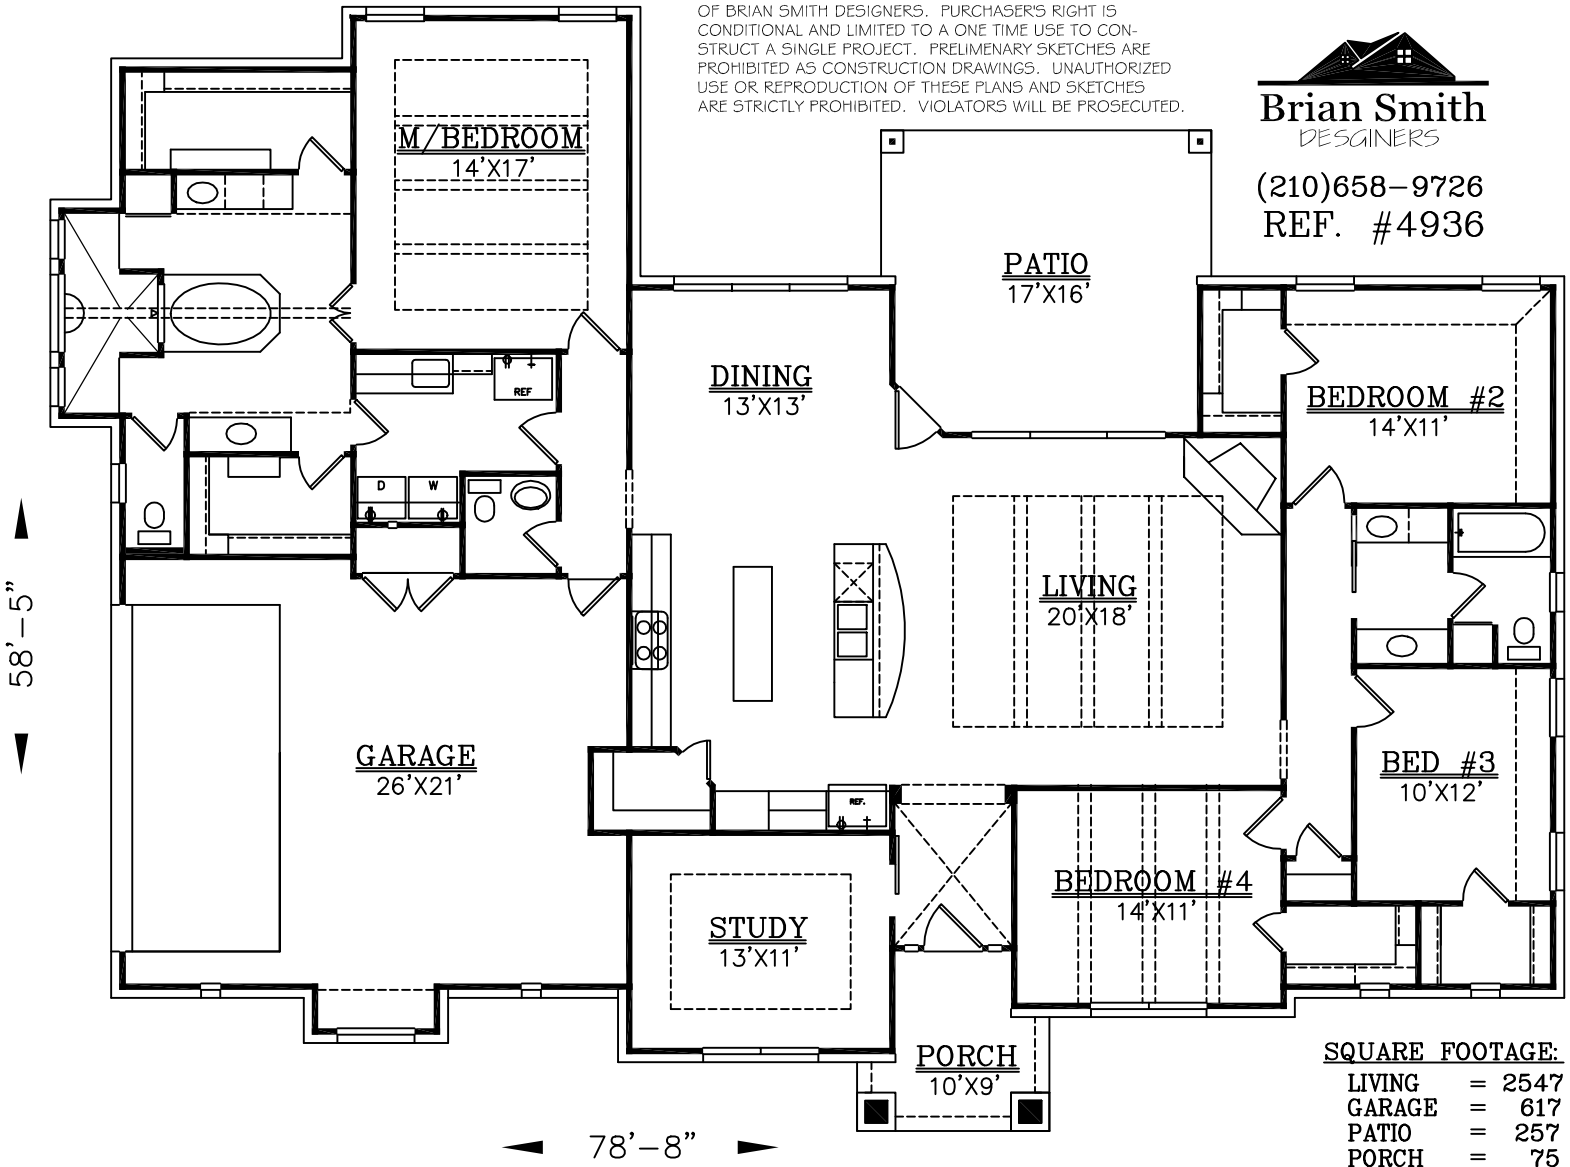 OF BRIAN SMITH DESIGNERS. PURCHASER'S RIGHT IS
CONDITIONAL AND LIMITED TO A ONE TIME USE TO CON-
STRUCT A SINGLE PROJECT. PRELIMENARY SKETCHES ARE
PROHIBITED AS CONSTRUCTION DRAWINGS. UNAUTHORIZED
USE OR REPRODUCTION OF THESE PLANS AND SKETCHES
ARE STRICTLY PROHIBITED. VIOLATORS WILL BE PROSECUTED.
Brian Smith
DESGINERS
(210)658-9726
REF. #4936
M/BEDROOM
14'X17'
PATIO
17'X16'
DINING
13'X13'
BEDROOM #2
14'X11'
REF
D
W
LIVING
20'X18'
GARAGE
26'X21'
BED #3
10'X12'
REF.
BEDROOM #4
14'X11'
STUDY
13'X11'
PORCH
10'X9'
58'-5"
78'-8"
SQUARE FOOTAGE:
LIVING = 2547
GARAGE = 617
PATIO = 257
PORCH = 75